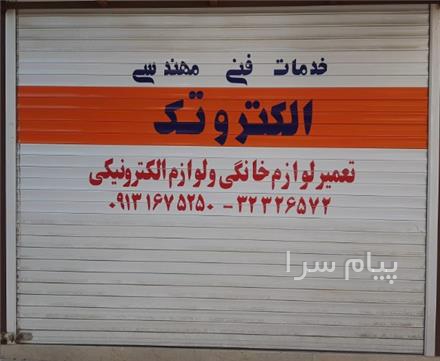 خدمات فنی مهندسی
الکتروتک
تعمیر لوازم خانگی و لوازم الکترونیکی
۰۹۱۳۱۶۷۵۲۵۰ - ۳۲۳۲۶۵۷۲
پیام سرا